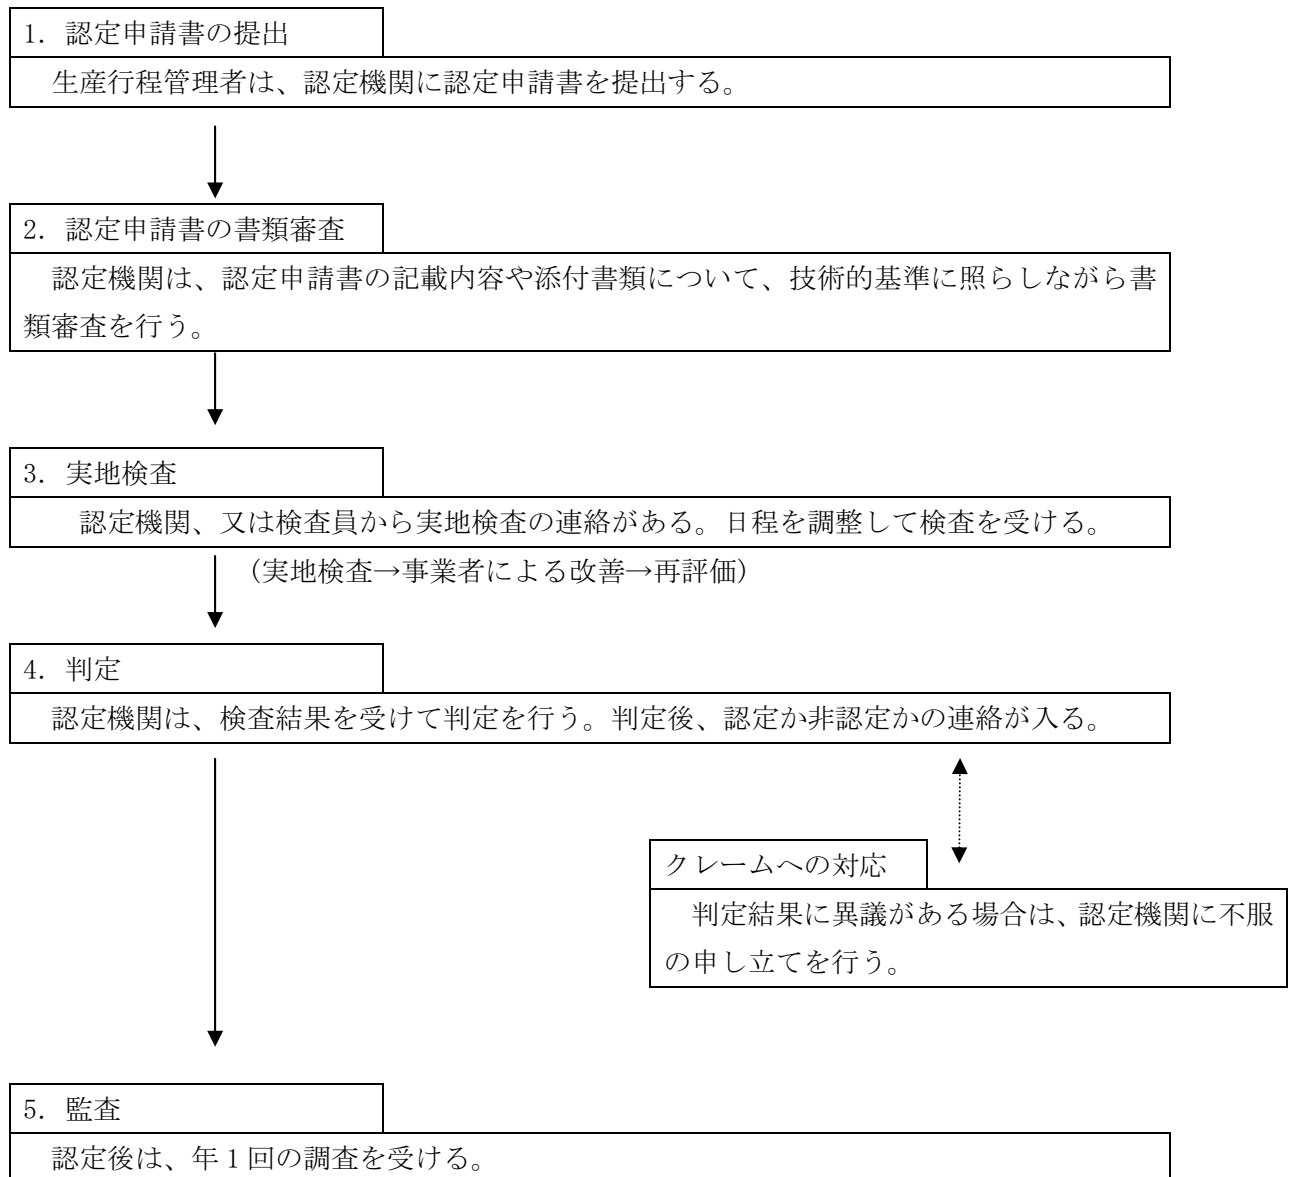 1. 認定申請書の提出
生産行程管理者は、認定機関に認定申請書を提出する。
2. 認定申請書の書類審査
認定機関は、認定申請書の記載内容や添付書類について、技術的基準に照らしながら書
類審査を行う。
3. 実地検査
認定機関、又は検査員から実地検査の連絡がある。日程を調整して検査を受ける。
(実地検査→事業者による改善→再評価)
4. 判定
認定機関は、検査結果を受けて判定を行う。判定後、認定か非認定かの連絡が入る。
クレームへの対応
判定結果に異議がある場合は、認定機関に不服
の申し立てを行う。
5. 監査
認定後は、年1回の調査を受ける。